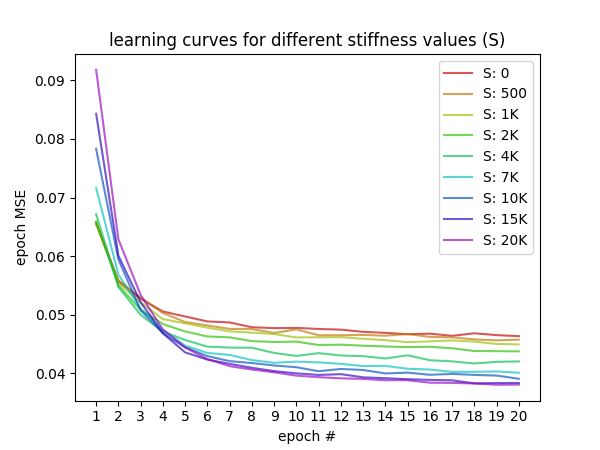 learning curves for different stiffness values (S)
0.09
0.08
0.07
0.06
0.05
0.04
epoch MSE
S: 0
S: 500
S: 1K
S: 2K
S: 4K
S: 7K
S: 10K
S: 15K
S: 20K
1 2 3 4 5 6 7 8 9 10 11 12 13 14 15 16 17 18 19 20
epoch #